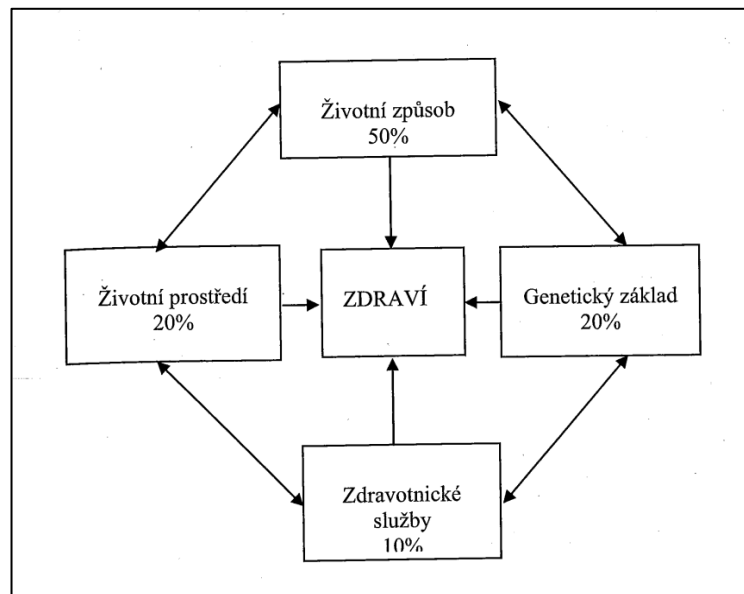 Životní způsob
50%
Životní prostředí
20%
ZDRAVÍ
Genetický základ
20%
Zdravotnické
služby
10%